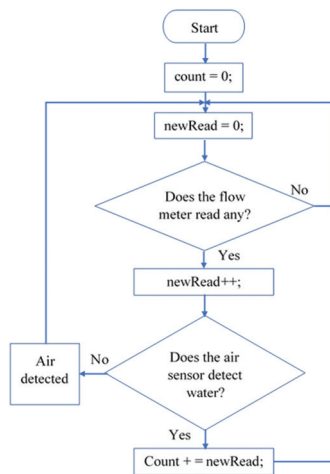 Start
count = 0;
newRead = 0;
Does the flow
meter read any?
No
Yes
newRead++;
Does the air
sensor detect
water?
No
Air
detected
Yes
Count + = newRead;